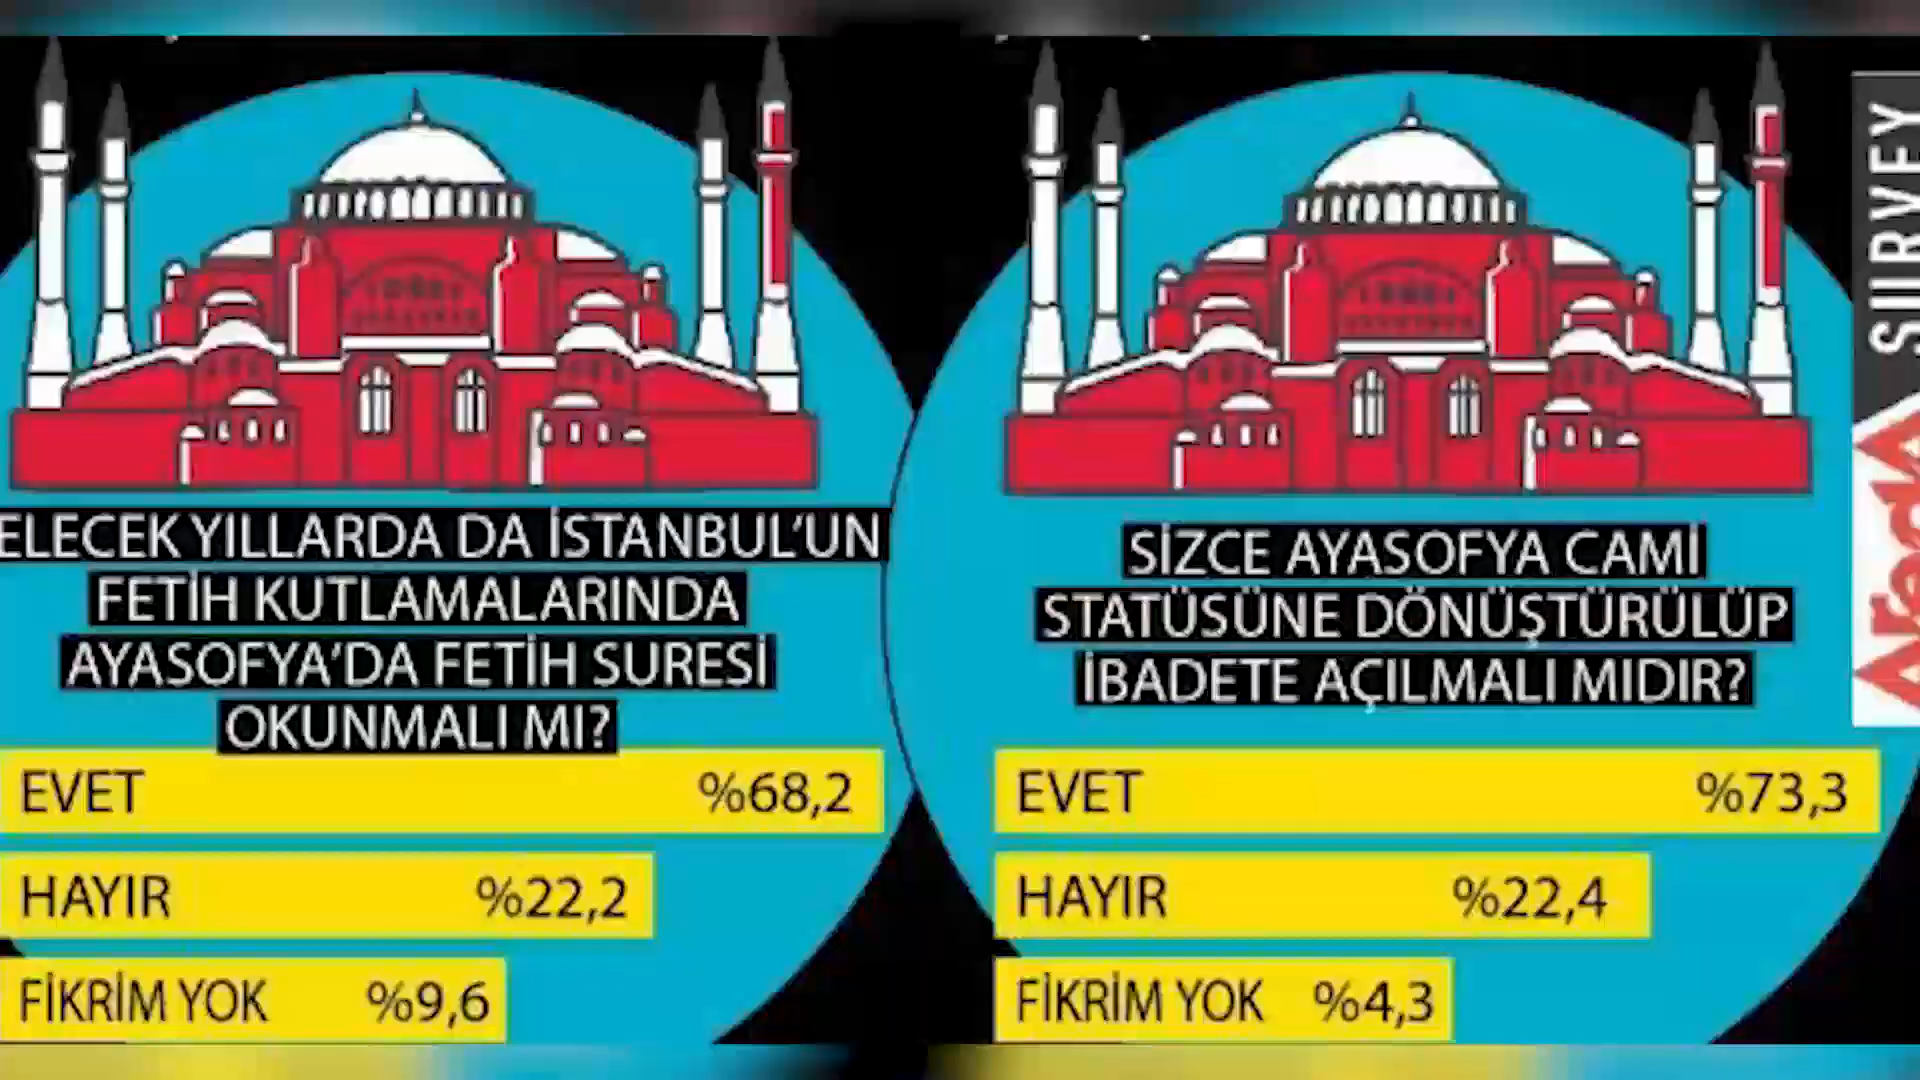 ELECEK YILLARDA DA İSTANBUL'UN
FETİH KUTLAMALARINDA
AYASOFYA'DA FETİH SURESİ
OKUNMALI MI?
EVET %68,2
HAYIR %22,2
FİKRİM YOK %9,6
SİZCE AYASOFYA CAMİ
STATÜSÜNE DÖNÜŞTÜRÜLÜP
İBADETE AÇILMALI MIDIR?
EVET %73,3
HAYIR %22,4
FİKRİM YOK %4,3
SURVEY